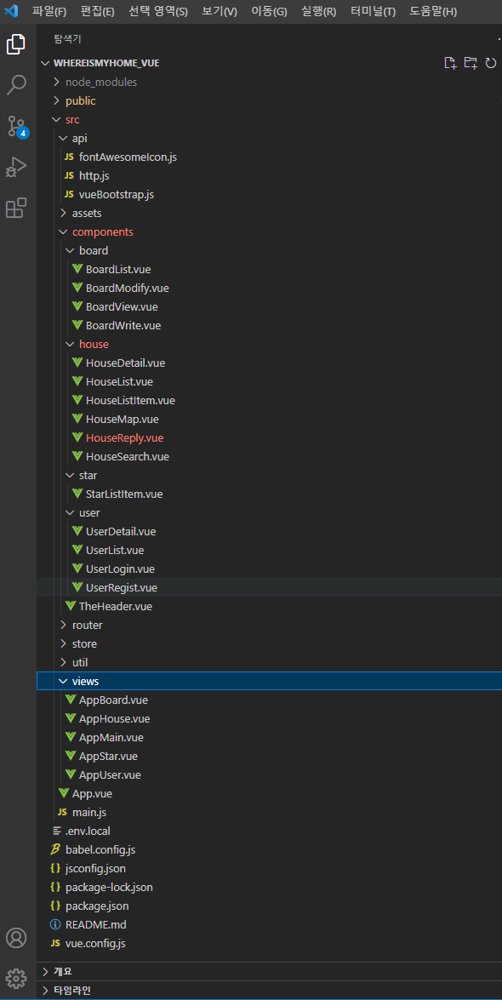 파일(F) 편집(E) 선택 영역(S) 보기(V) 이동(G) 실행(R) 터미널(T) 도움말(H)
탐색기
WHEREISMYHOME_VUE
node_modules
public
src
api
JS fontAwesomeIcon.js
JS http.js
JS vueBootstrap.js
assets
components
board
BoardList.vue
BoardModify.vue
BoardView.vue
BoardWrite.vue
house
HouseDetail.vue
HouseList.vue
HouseListItem.vue
HouseMap.vue
HouseReply.vue
HouseSearch.vue
star
StarListItem.vue
user
UserDetail.vue
UserList.vue
UserLogin.vue
UserRegist.vue
TheHeader.vue
router
store
util
views
AppBoard.vue
AppHouse.vue
AppMain.vue
AppStar.vue
AppUser.vue
App.vue
JS main.js
.env.local
babel.config.js
{} jsconfig.json
{} package-lock.json
{} package.json
README.md
JS vue.config.js
개요
타임라인
4